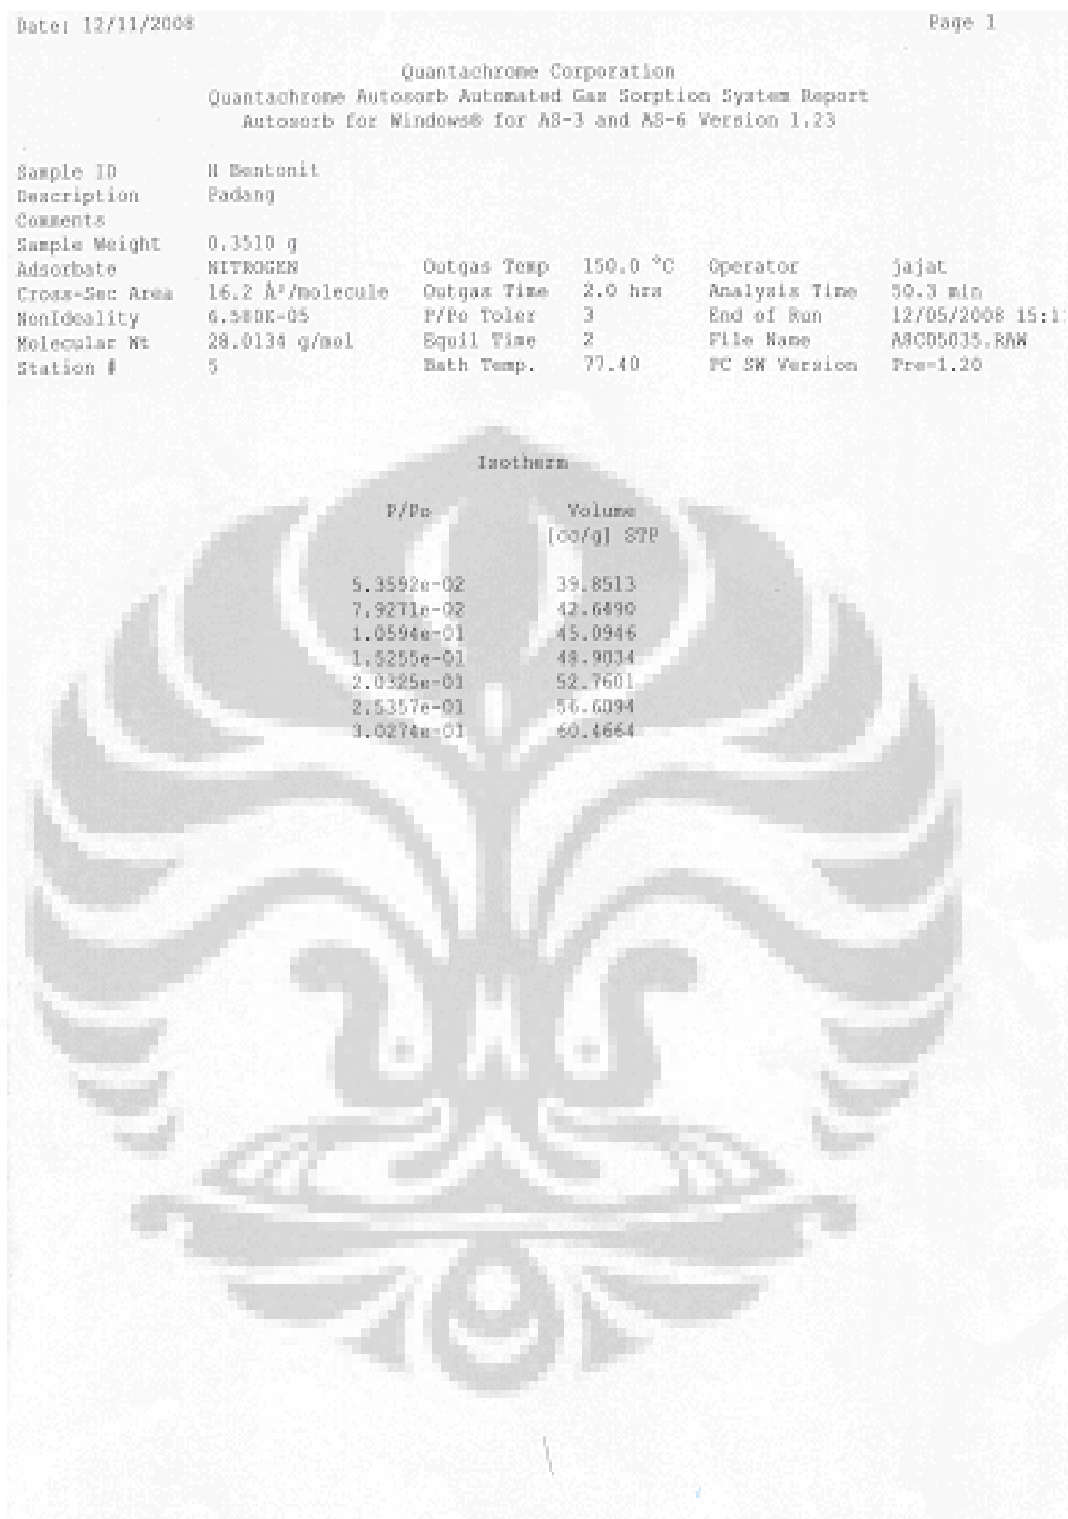 Date: 12/11/2008 Page 1
Quantachrome Corporation
Quantachrome Autosorb Automated Gas Sorption System Report
Autosorb for Windows® for AS-3 and AS-6 Version 1.23
Sample ID H Bentonit
Description Padang
Comments
Sample Weight 0.3510 g
Adsorbate NITROGEN Outgas Temp 150.0 °C Operator jajat
Cross-Sec Area 16.2 Å²/molecule Outgas Time 2.0 hrs Analysis Time 50.3 min
NonIdeality 6.580E-05 P/Po Toler 3 End of Run 12/05/2008 15:1
Molecular Wt 28.0134 g/mol Equil Time 2 File Name A8C05035.RAW
Station # 5 Bath Temp. 77.40 PC SW Version Pre-1.20
Isotherm
P/Po Volume
[cc/g] STP
5.3592e-02 39.8513
7.9271e-02 42.6490
1.0594e-01 45.0946
1.5255e-01 48.9034
2.0325e-01 52.7601
2.5357e-01 56.6094
3.0274e-01 60.4664